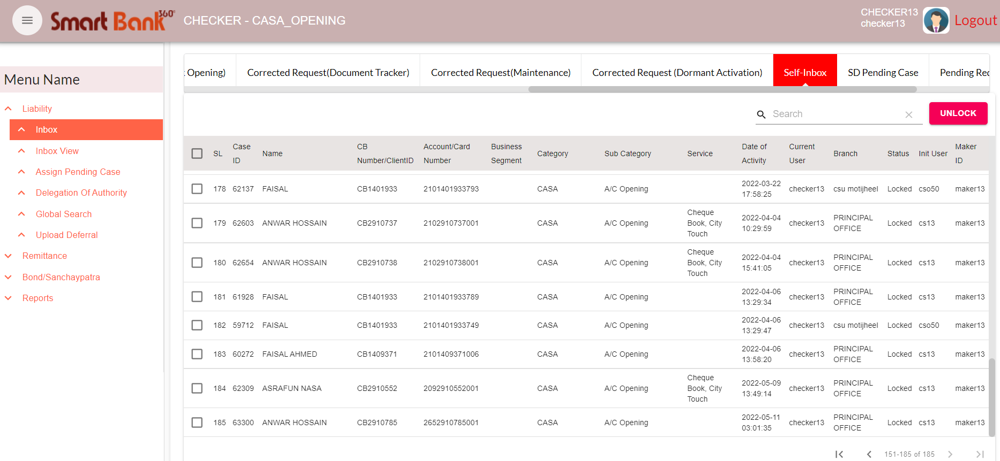 Smart Bank 360°
CHECKER - CASA_OPENING
CHECKER13
checker13
Logout
Menu Name
Liability
Inbox
Inbox View
Assign Pending Case
Delegation Of Authority
Global Search
Upload Deferral
Remittance
Bond/Sanchaypatra
Reports
Opening) Corrected Request(Document Tracker) Corrected Request(Maintenance) Corrected Request (Dormant Activation) Self-Inbox SD Pending Case Pending Rec
Search UNLOCK
SL Case ID Name CB Number/ClientID Account/Card Number Business Segment Category Sub Category Service Date of Activity Current User Branch Status Init User Maker ID
178 62137 FAISAL CB1401933 2101401933793 CASA A/C Opening 2022-03-22 17:58:25 checker13 csu motijheel Locked cso50 maker13
179 62603 ANWAR HOSSAIN CB2910737 2102910737001 CASA A/C Opening Cheque Book, City Touch 2022-04-04 10:29:59 checker13 PRINCIPAL OFFICE Locked cs13 maker13
180 62654 ANWAR HOSSAIN CB2910738 2102910738001 CASA A/C Opening Cheque Book, City Touch 2022-04-04 15:41:05 checker13 PRINCIPAL OFFICE Locked cs13 maker13
181 61928 FAISAL CB1401933 2101401933789 CASA A/C Opening 2022-04-06 13:29:34 checker13 PRINCIPAL OFFICE Locked cs13 maker13
182 59712 FAISAL CB1401933 2101401933749 CASA A/C Opening 2022-04-06 13:29:47 checker13 csu motijheel Locked cso50 maker13
183 60272 FAISAL AHMED CB1409371 2101409371006 CASA A/C Opening 2022-04-06 13:58:20 checker13 PRINCIPAL OFFICE Locked cs13 maker13
184 62309 ASRAFUN NASA CB2910552 2092910552001 CASA A/C Opening Cheque Book, City Touch 2022-05-09 13:49:14 checker13 PRINCIPAL OFFICE Locked cs13 maker13
185 63300 ANWAR HOSSAIN CB2910785 2652910785001 CASA A/C Opening 2022-05-11 03:01:35 checker13 PRINCIPAL OFFICE Locked cs13 maker13
151-185 of 185